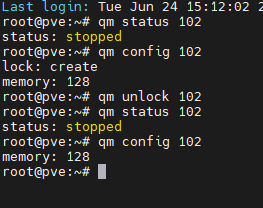 Last login: Tue Jun 24 15:12:02 2
root@pve:~# qm status 102
status: stopped
root@pve:~# qm config 102
lock: create
memory: 128
root@pve:~# qm unlock 102
root@pve:~# qm status 102
status: stopped
root@pve:~# qm config 102
memory: 128
root@pve:~#